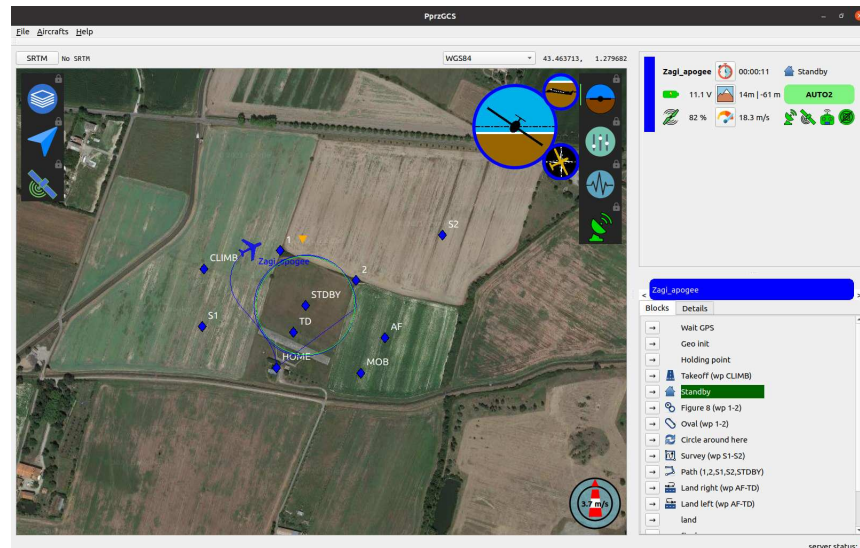 PprzGCS
File Aircrafts Help
SRTM No SRTM WGS84 43.463713, 1.279682
Zagi_apogee 00:00:11 Standby
11.1 V 14m | -61 m AUTO2
82 % 18.3 m/s
S2
1
CLIMB
Zagi_apogee
2
STDBY
S1
TD
AF
HOME
MOB
3.7 m/s
Zagi_apogee
< >
Blocks Details
Wait GPS
Geo init
Holding point
Takeoff (wp CLIMB)
Standby
Figure 8 (wp 1-2)
Oval (wp 1-2)
Circle around here
Survey (wp S1-S2)
Path (1,2,S1,S2,STDBY)
Land right (wp AF-TD)
Land left (wp AF-TD)
land
server status: